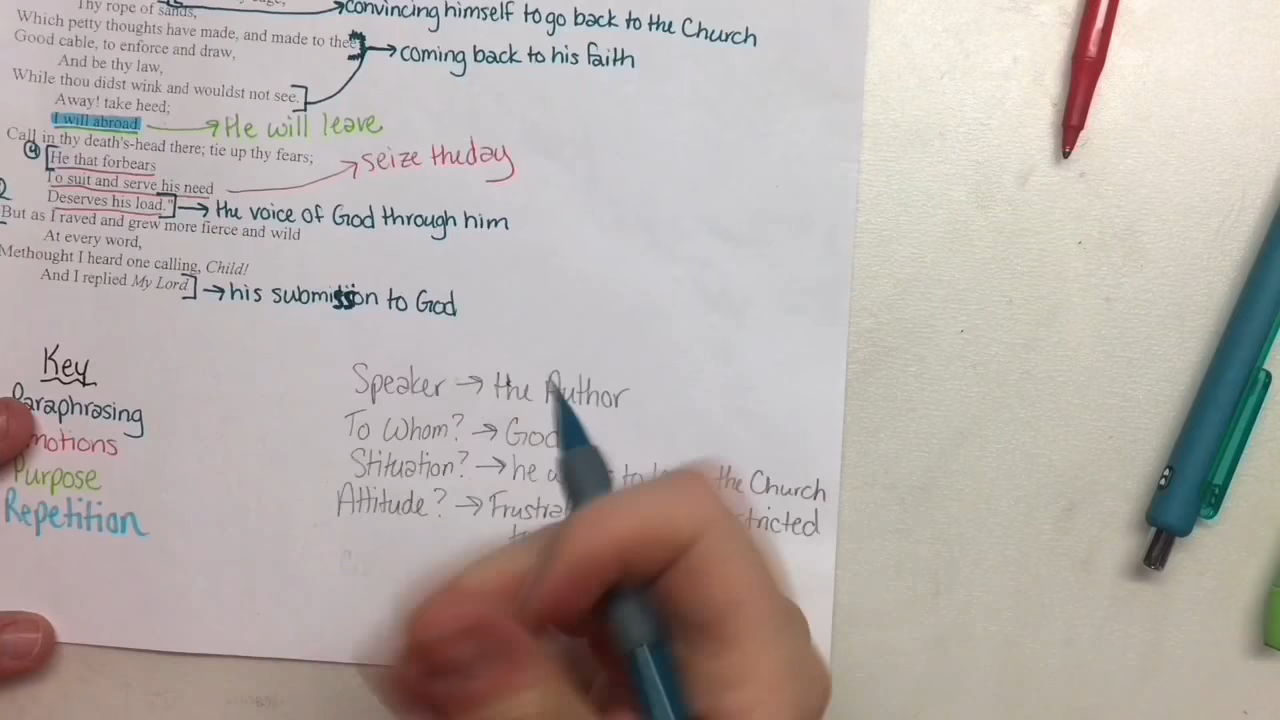 Thy rope of sands, → convincing himself to go back to the Church
Which petty thoughts have made, and made to thee
Good cable, to enforce and draw, → coming back to his faith
And be thy law,
While thou didst wink and wouldst not see.
Away! take heed;
I will abroad. → He will leave
Call in thy death's-head there; tie up thy fears;
He that forbears → seize the day
To suit and serve his need
Deserves his load." → the voice of God through him
But as I raved and grew more fierce and wild
At every word,
Methought I heard one calling, Child!
And I replied My Lord → his submission to God
Key
Paraphrasing
Emotions
Purpose
Repetition
Speaker → the Author
To Whom? → God
Stituation? → he to the Church
Attitude? →